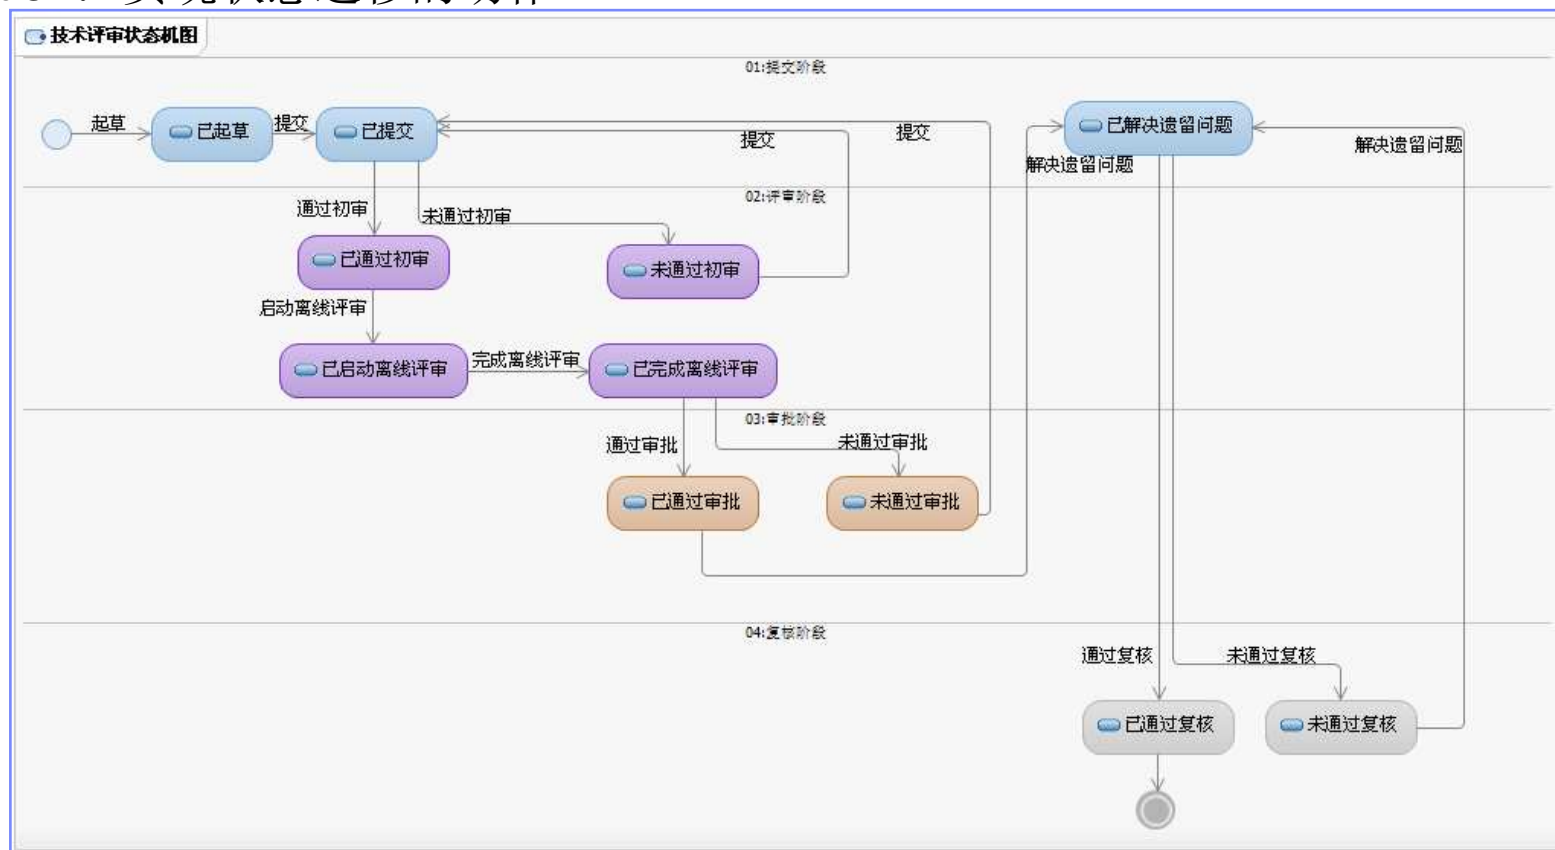 技术评审状态机图
01:提交阶段
起草
已起草
提交
已提交
提交
提交
已解决遗留问题
解决遗留问题
解决遗留问题
02:评审阶段
通过初审
未通过初审
已通过初审
未通过初审
启动离线评审
已启动离线评审
完成离线评审
已完成离线评审
03:审批阶段
通过审批
未通过审批
已通过审批
未通过审批
04:复核阶段
通过复核
未通过复核
已通过复核
未通过复核